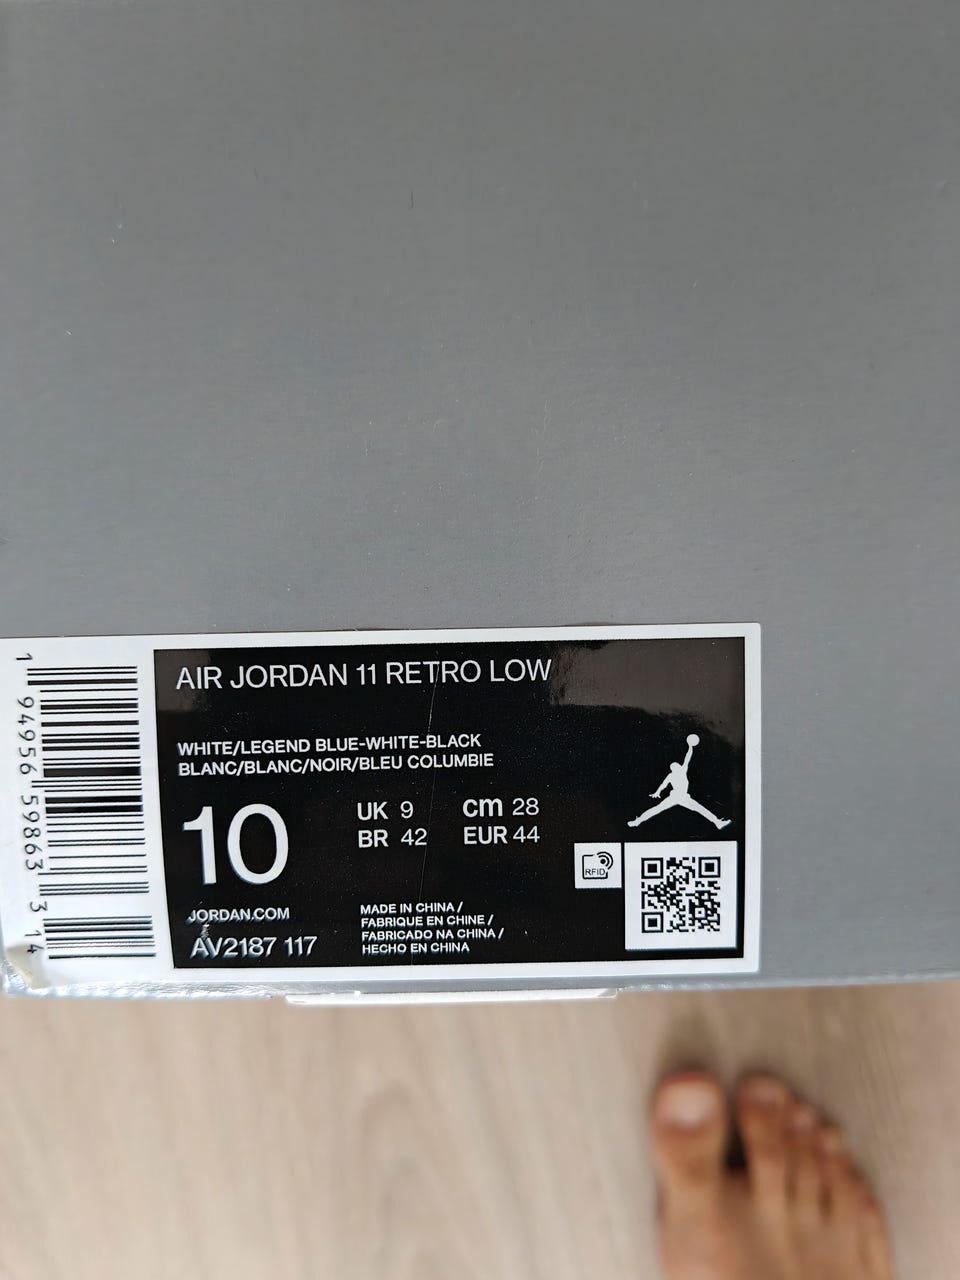 AIR JORDAN 11 RETRO LOW
WHITE/LEGEND BLUE-WHITE-BLACK
BLANC/BLANC/NOIR/BLEU COLUMBIE
10
UK 9
cm 28
BR 42
EUR 44
RFID
JORDAN.COM
AV2187 117
MADE IN CHINA /
FABRIQUE EN CHINE /
FABRICADO NA CHINA /
HECHO EN CHINA
1 94956 59863 3 14